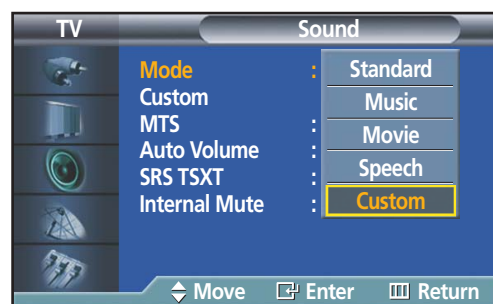 TV Sound
Mode : Standard
Custom Music
MTS : Movie
Auto Volume : Speech
SRS TSXT :
Internal Mute : Custom
Move Enter Return